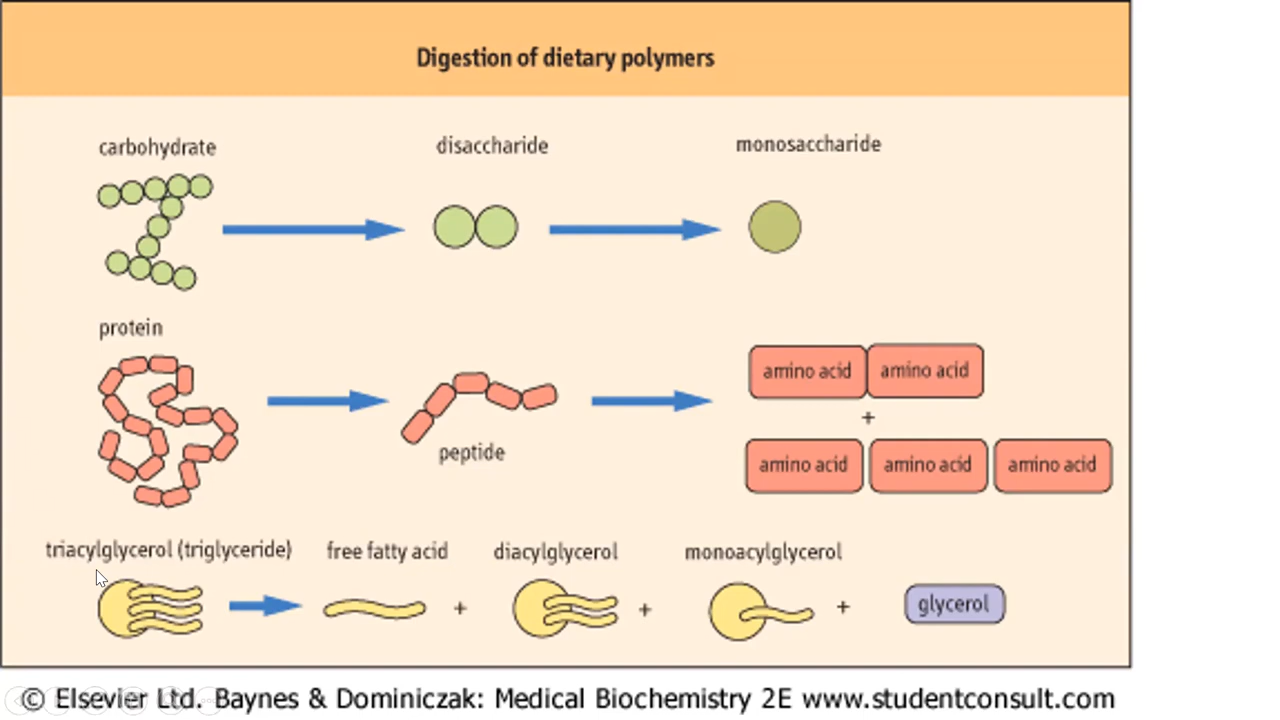 Digestion of dietary polymers
carbohydrate disaccharide monosaccharide
protein
amino acid amino acid
+
peptide
amino acid amino acid amino acid
triacylglycerol (triglyceride) free fatty acid diacylglycerol monoacylglycerol
+ + + glycerol
© Elsevier Ltd. Baynes & Dominiczak: Medical Biochemistry 2E www.studentconsult.com